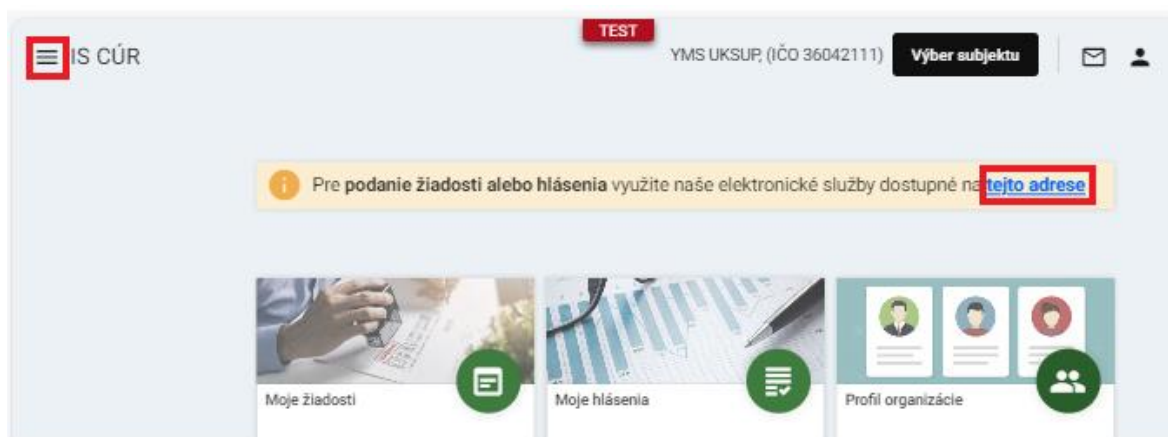 TEST
IS CÚR
YMS UKSUP, (IČO 36042111)
Výber subjektu
Pre podanie žiadosti alebo hlásenia využite naše elektronické služby dostupné na tejto adrese
Moje žiadosti
Moje hlásenia
Profil organizácie